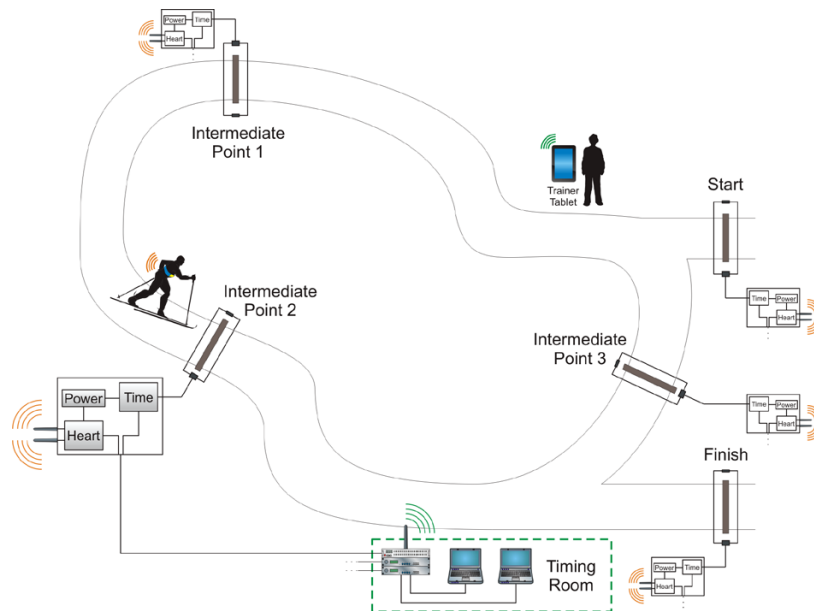 Power
Time
Heart
Intermediate
Point 1
Trainer
Tablet
Start
Time
Power
Heart
Intermediate
Point 2
Intermediate
Point 3
Power
Time
Heart
Time
Power
Heart
Finish
Timing
Room
Power
Time
Heart